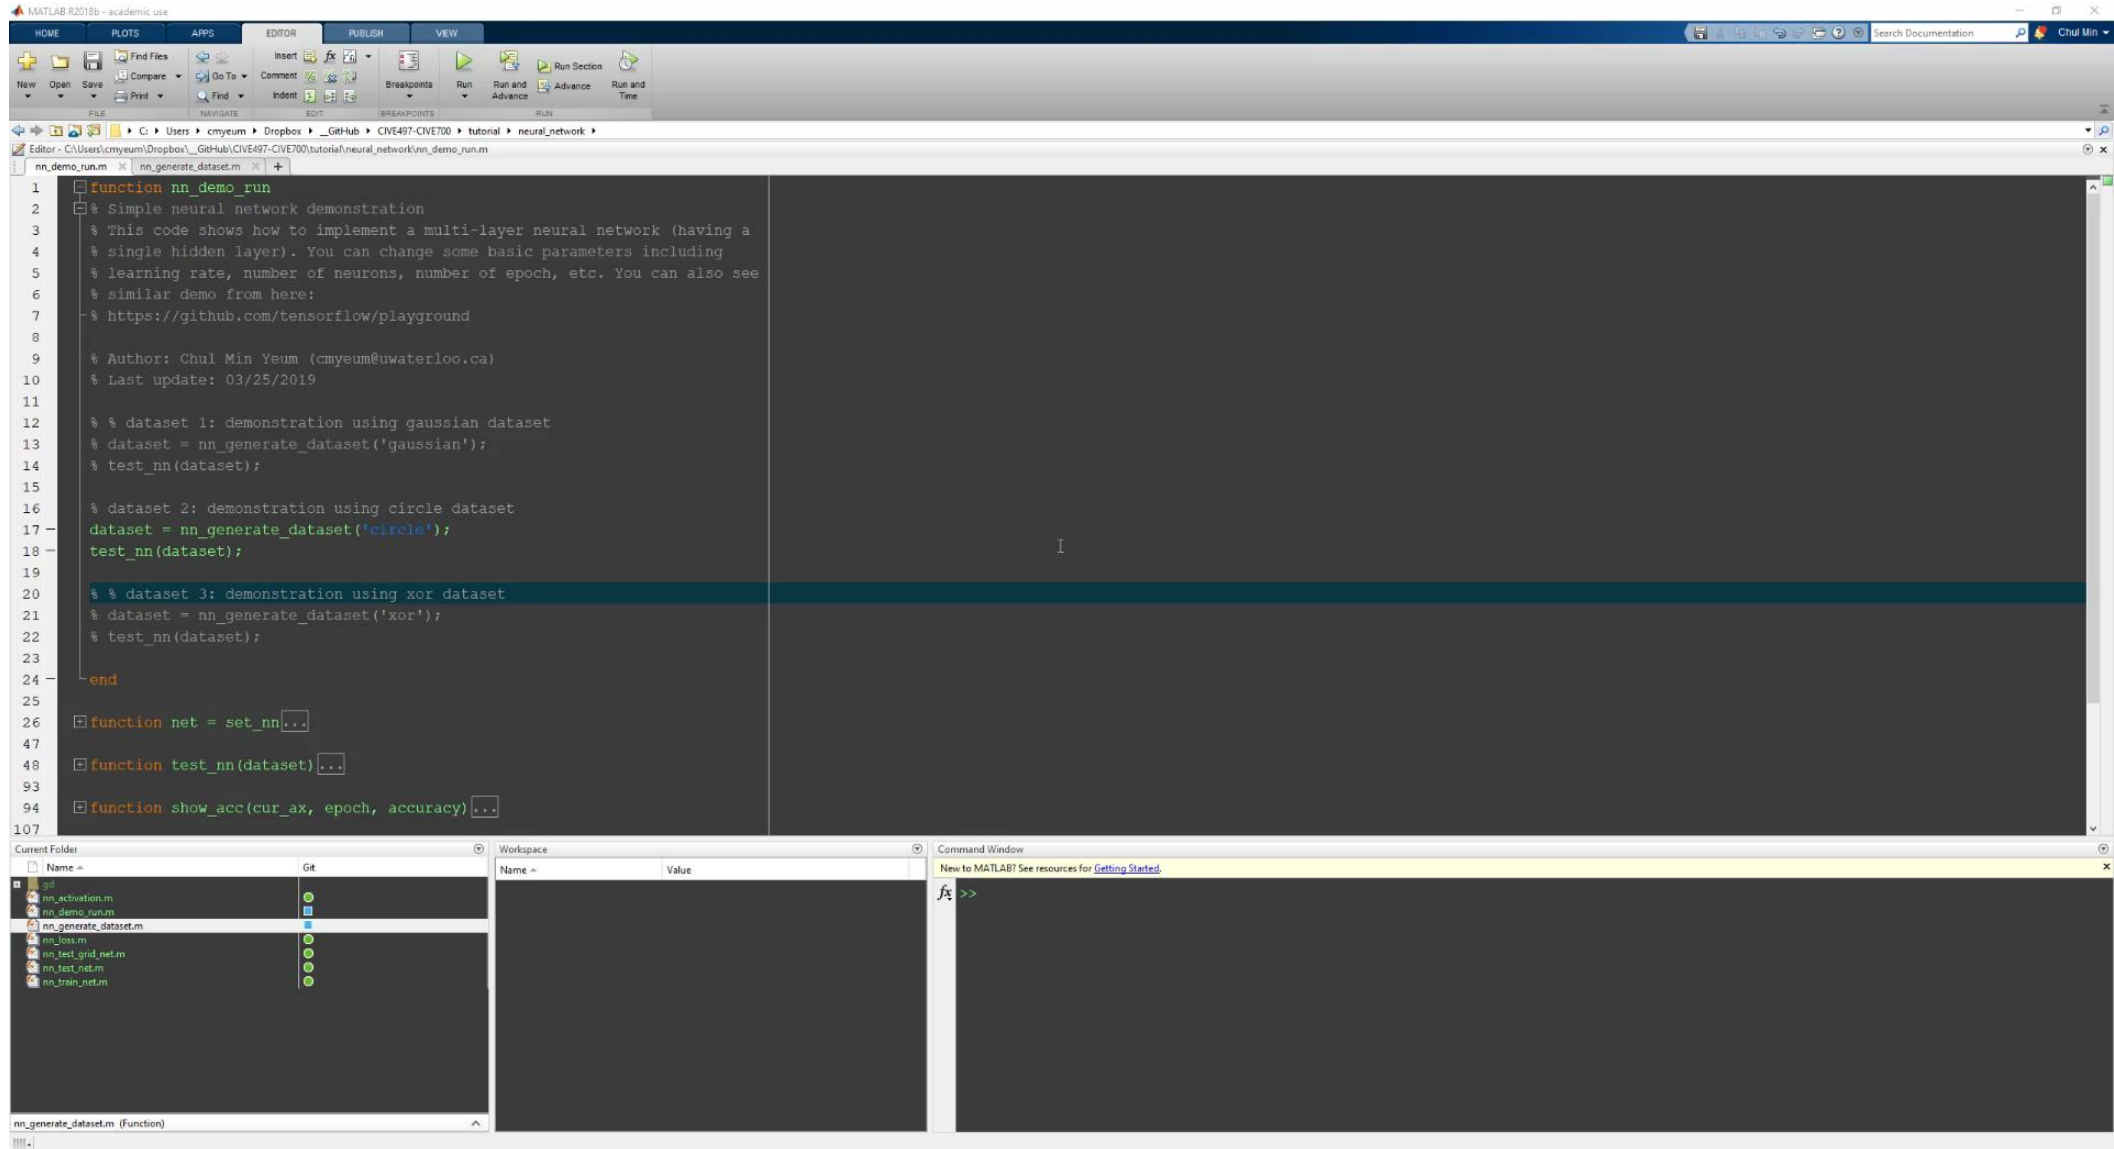 MATLAB R2018b - academic use
HOME PLOTS APPS EDITOR PUBLISH VIEW
Search Documentation
Chul Min
New Open Save
Find Files
Compare
Print
FILE
Go To
Find
NAVIGATE
Insert
Comment
Indent
EDIT
Breakpoints
BREAKPOINTS
Run
Run and Advance
Run Section
Advance
Run and Time
RUN
C: Users cmyeum Dropbox __GitHub CIVE497-CIVE700 tutorial neural_network
Editor - C:\Users\cmyeum\Dropbox\__GitHub\CIVE497-CIVE700\tutorial\neural_network\nn_demo_run.m
nn_demo_run.m nn_generate_dataset.m +
1 function nn_demo_run
2 % Simple neural network demonstration
3 % This code shows how to implement a multi-layer neural network (having a
4 % single hidden layer). You can change some basic parameters including
5 % learning rate, number of neurons, number of epoch, etc. You can also see
6 % similar demo from here:
7 % https://github.com/tensorflow/playground
8
9 % Author: Chul Min Yeum (cmyeum@uwaterloo.ca)
10 % Last update: 03/25/2019
11
12 % % dataset 1: demonstration using gaussian dataset
13 % dataset = nn_generate_dataset('gaussian');
14 % test_nn(dataset);
15
16 % dataset 2: demonstration using circle dataset
17 dataset = nn_generate_dataset('circle');
18 test_nn(dataset);
19
20 % % dataset 3: demonstration using xor dataset
21 % dataset = nn_generate_dataset('xor');
22 % test_nn(dataset);
23
24 end
25
26 function net = set_nn...
47
48 function test_nn(dataset)...
93
94 function show_acc(cur_ax, epoch, accuracy)...
107
Current Folder
Name Git
gd
nn_activation.m
nn_demo_run.m
nn_generate_dataset.m
nn_loss.m
nn_test_grid_net.m
nn_test_net.m
nn_train_net.m
nn_generate_dataset.m (Function)
Workspace
Name Value
Command Window
New to MATLAB? See resources for Getting Started.
fx >>